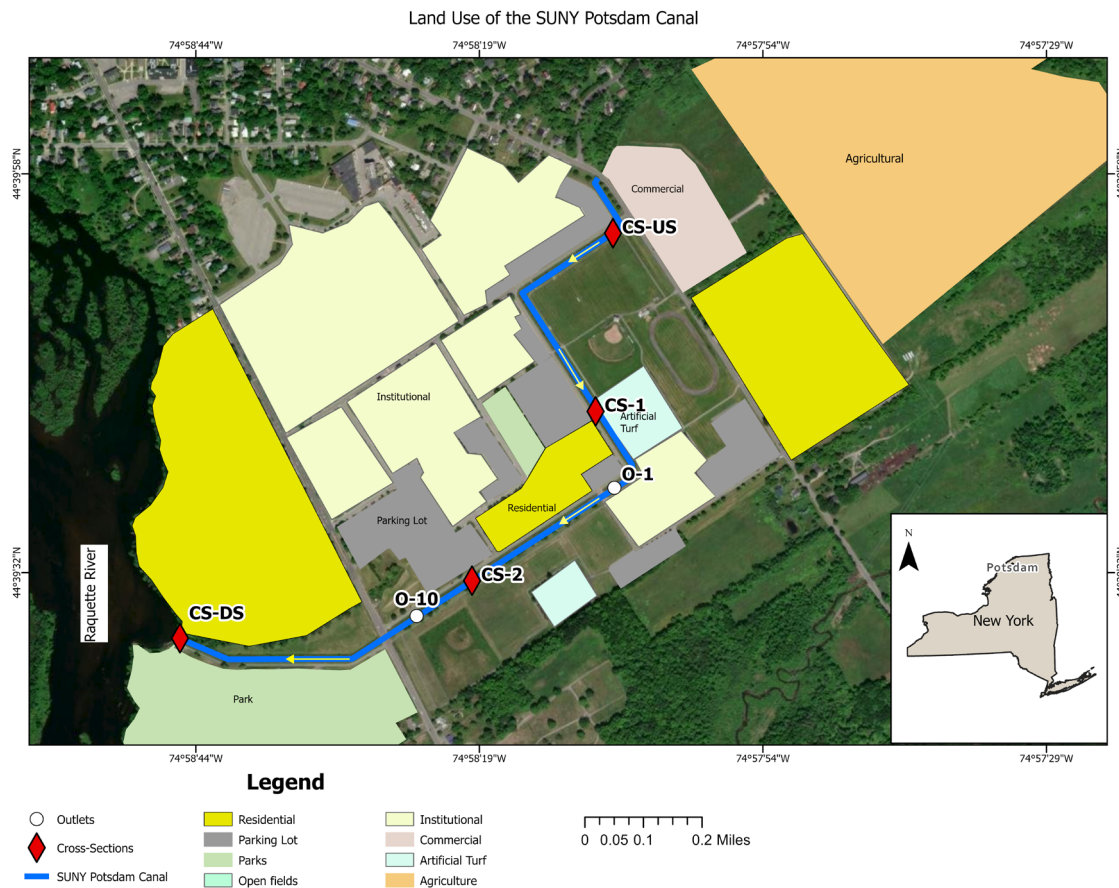 Land Use of the SUNY Potsdam Canal
74°58'44"W
74°58'19"W
74°57'54"W
74°57'29"W
44°39'58"N
Agricultural
Commercial
CS-US
Institutional
CS-1
Artificial
Turf
O-1
Residential
Parking Lot
CS-2
O-10
CS-DS
Raquette River
44°39'32"N
Park
N
Potsdam
New York
74°58'44"W
74°58'19"W
74°57'54"W
74°57'29"W
Legend
Outlets
Cross-Sections
SUNY Potsdam Canal
Residential
Parking Lot
Parks
Open fields
Institutional
Commercial
Artificial Turf
Agriculture
0 0.05 0.1 0.2 Miles